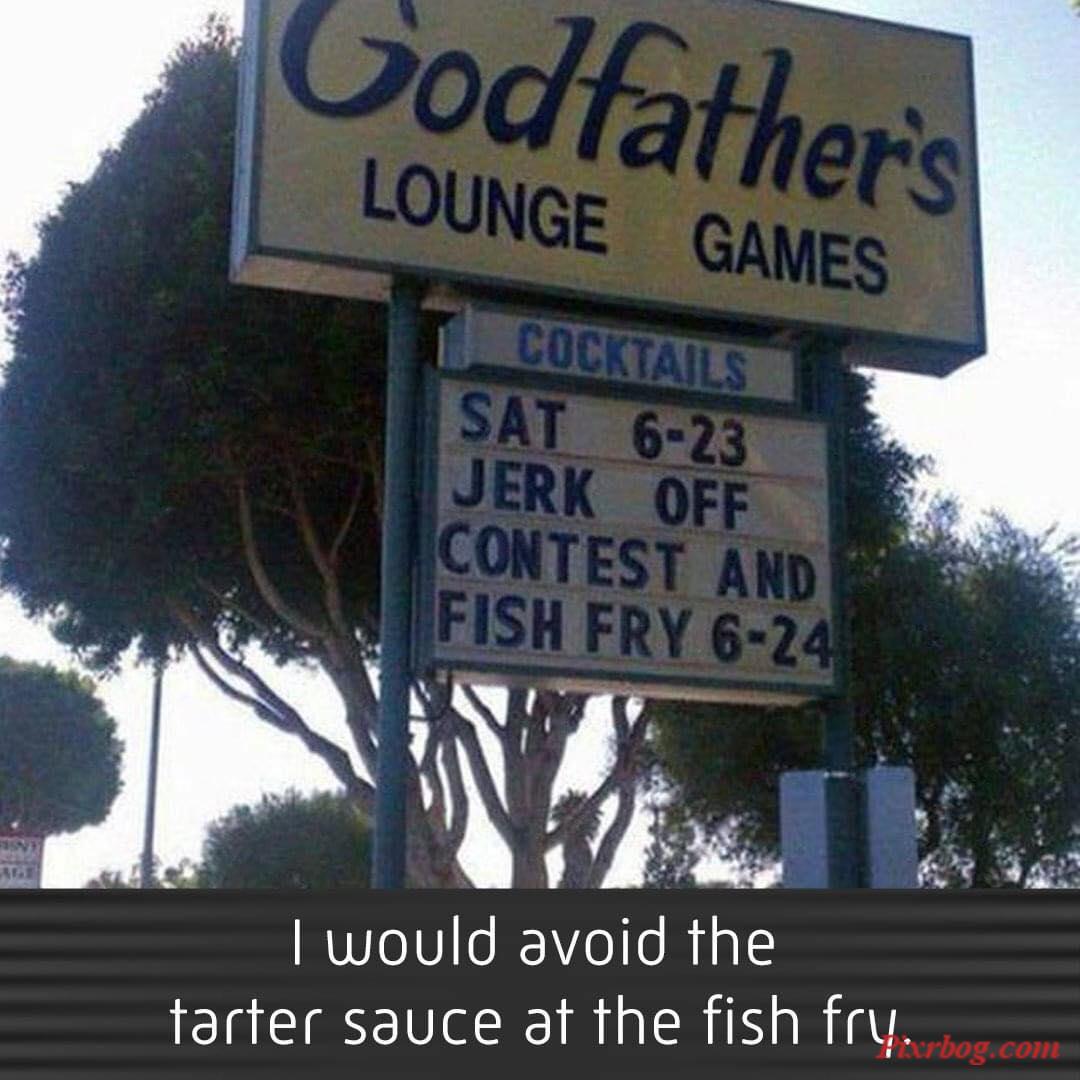 Godfather's
LOUNGE GAMES
COCKTAILS
SAT 6-23
JERK OFF
CONTEST AND
FISH FRY 6-24
I would avoid the
tarter sauce at the fish fry.
Pixrbog.com